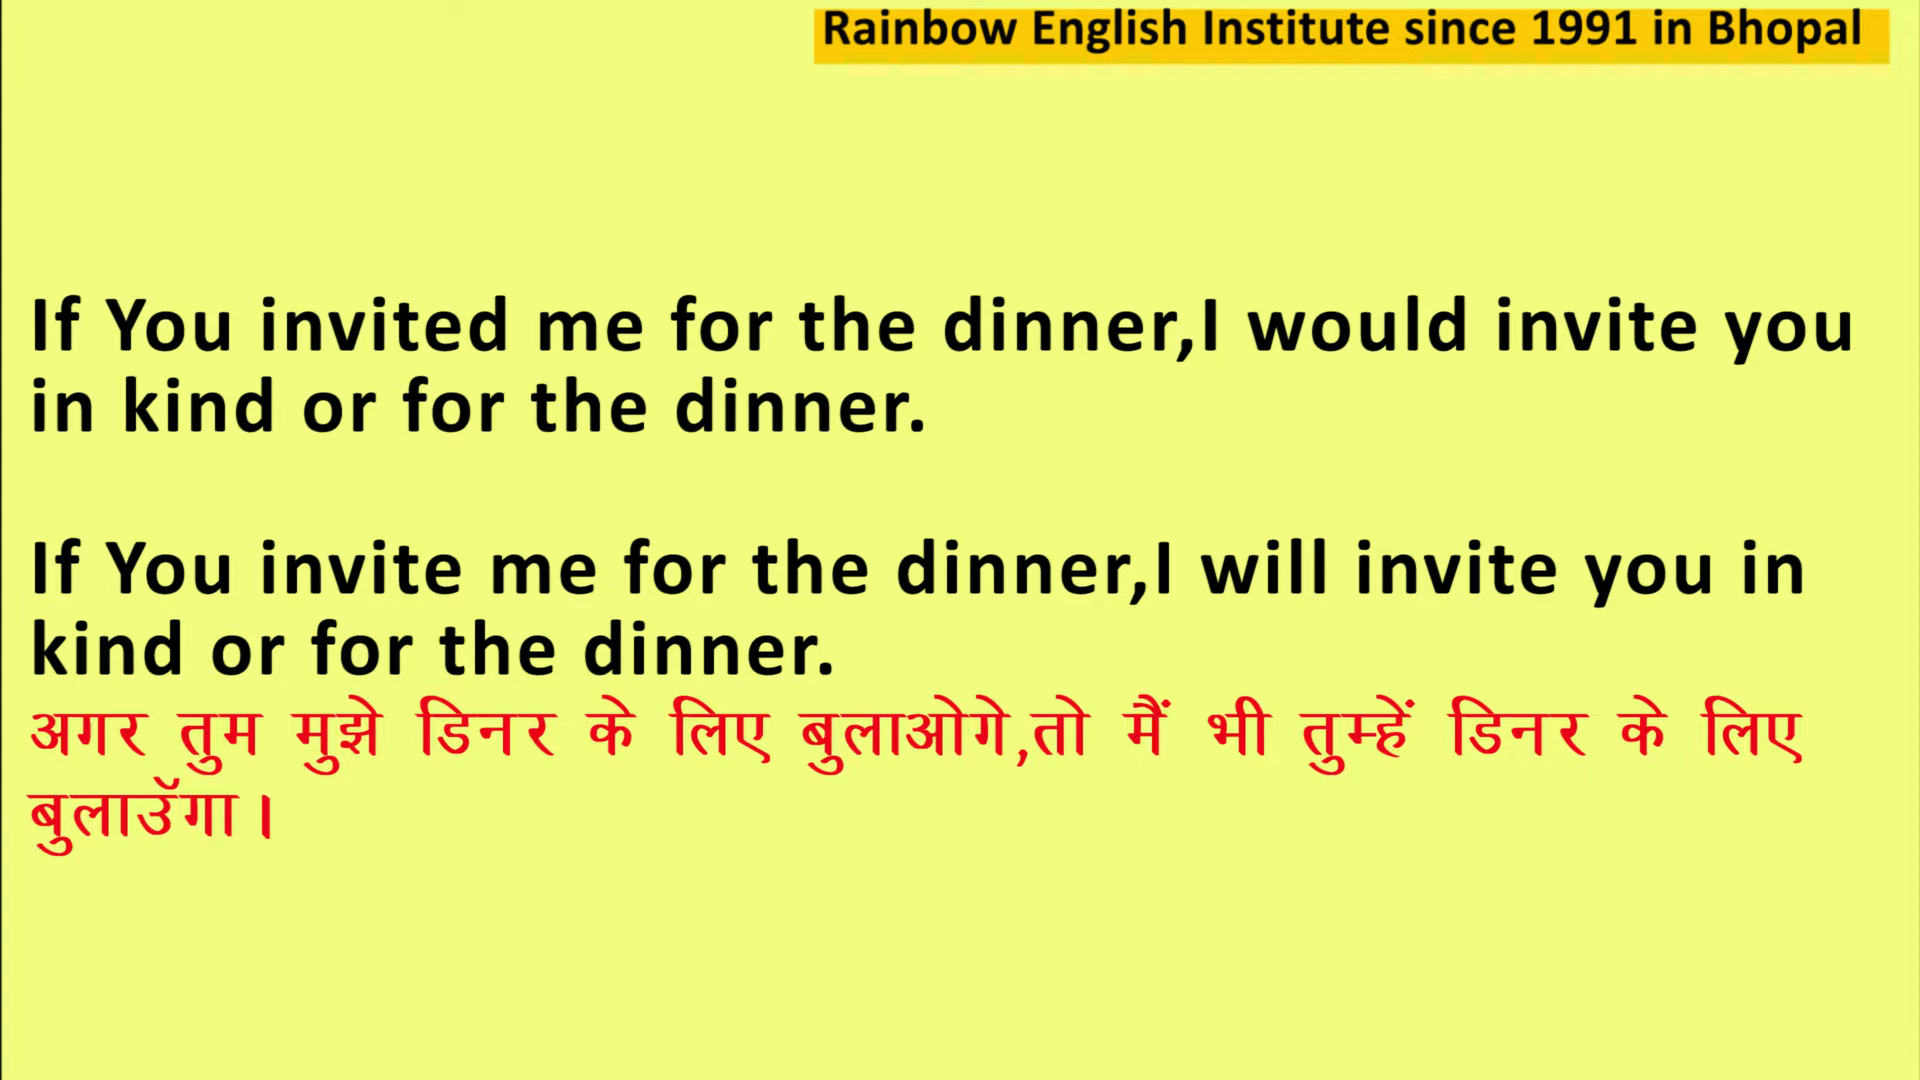 Rainbow English Institute since 1991 in Bhopal
If You invited me for the dinner,I would invite you
in kind or for the dinner.
If You invite me for the dinner,I will invite you in
kind or for the dinner.
अगर तुम मुझे डिनर के लिए बुलाओगे,तो मैं भी तुम्हें डिनर के लिए
बुलाउॅगा।